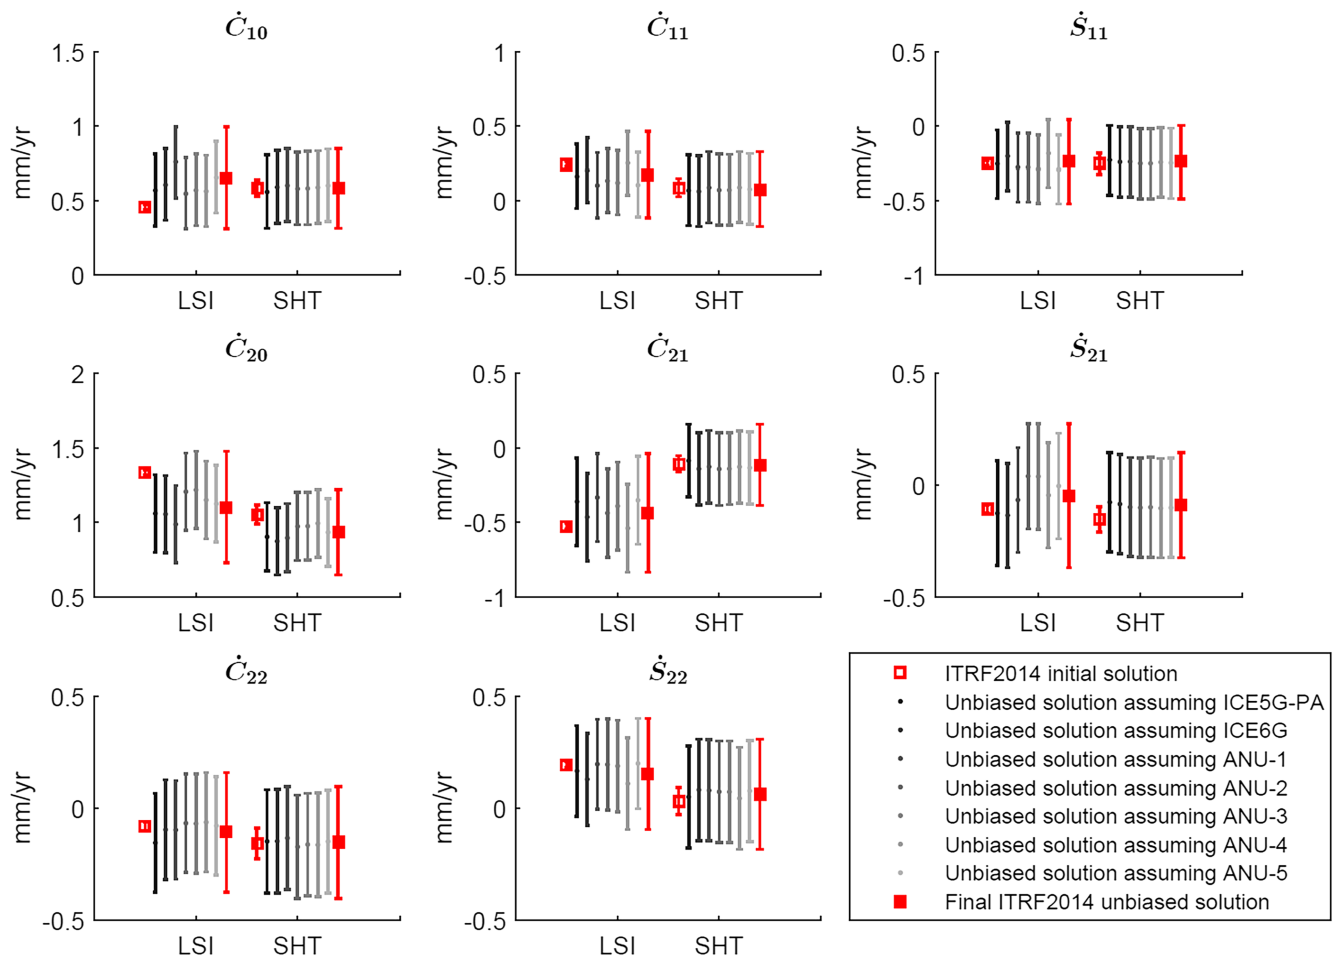 Ċ10
1.5
1
0.5
0
mm/yr
LSI SHT
Ċ11
1
0.5
0
-0.5
mm/yr
LSI SHT
Ṡ11
0.5
0
-0.5
-1
mm/yr
LSI SHT
Ċ20
2
1.5
1
0.5
mm/yr
LSI SHT
Ċ21
0.5
0
-0.5
-1
mm/yr
LSI SHT
Ṡ21
0.5
0
-0.5
mm/yr
LSI SHT
Ċ22
0.5
0
-0.5
mm/yr
LSI SHT
Ṡ22
0.5
0
-0.5
mm/yr
LSI SHT
ITRF2014 initial solution
Unbiased solution assuming ICE5G-PA
Unbiased solution assuming ICE6G
Unbiased solution assuming ANU-1
Unbiased solution assuming ANU-2
Unbiased solution assuming ANU-3
Unbiased solution assuming ANU-4
Unbiased solution assuming ANU-5
Final ITRF2014 unbiased solution